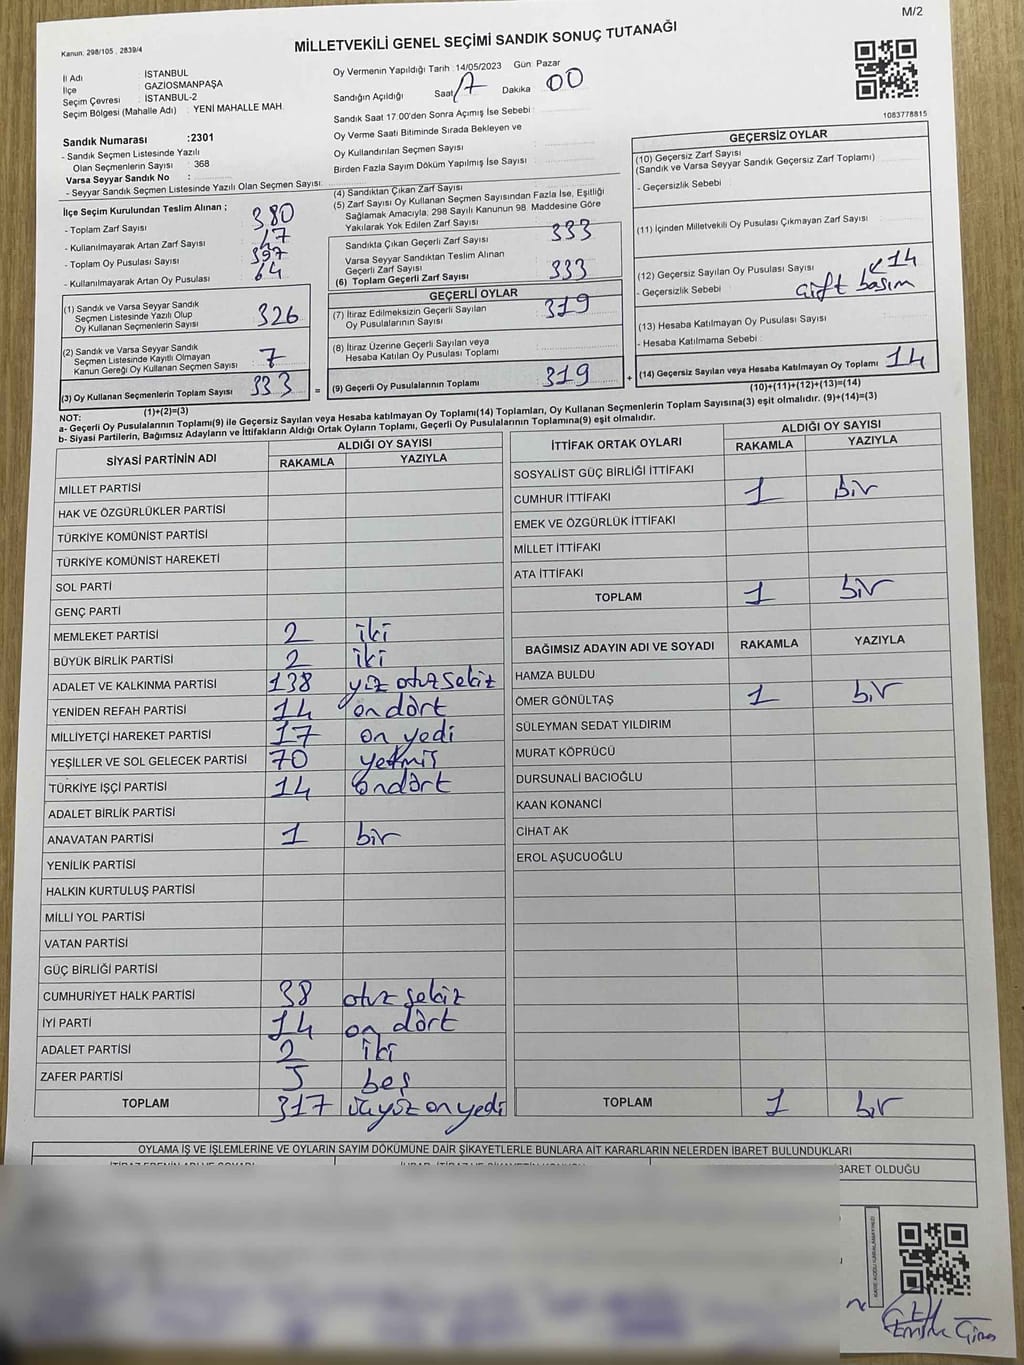 M/2
Kanun: 298/105 , 2839/4
MİLLETVEKİLİ GENEL SEÇİMİ SANDIK SONUÇ TUTANAĞI
İl Adı : İSTANBUL
İlçe : GAZİOSMANPAŞA
Seçim Çevresi : İSTANBUL-2
Seçim Bölgesi (Mahalle Adı) : YENİ MAHALLE MAH.
Sandık Numarası :2301
- Sandık Seçmen Listesinde Yazılı
Olan Seçmenlerin Sayısı : 368
Varsa Seyyar Sandık No :
- Seyyar Sandık Seçmen Listesinde Yazılı Olan Seçmen Sayısı:
Oy Vermenin Yapıldığı Tarih :14/05/2023 Gün Pazar
Sandığın Açıldığı Saat Dakika 00
Sandık Saat 17.00'den Sonra Açılmış İse Sebebi :
Oy Verme Saati Bitiminde Sırada Bekleyen ve
Oy Kullandırılan Seçmen Sayısı :
Birden Fazla Sayım Döküm Yapılmış İse Sayısı :
1083778815
İlçe Seçim Kurulundan Teslim Alınan ;
- Toplam Zarf Sayısı : 380
- Kullanılmayarak Artan Zarf Sayısı : 47
- Toplam Oy Pusulası Sayısı : 397
- Kullanılmayarak Artan Oy Pusulası : 64
(1) Sandık ve Varsa Seyyar Sandık
Seçmen Listesinde Yazılı Olup
Oy Kullanan Seçmenlerin Sayısı : 326
(2) Sandık ve Varsa Seyyar Sandık
Seçmen Listesinde Kayıtlı Olmayan
Kanun Gereği Oy Kullanan Seçmen Sayısı : 7
(3) Oy Kullanan Seçmenlerin Toplam Sayısı : 333 =
(4) Sandıktan Çıkan Zarf Sayısı
(5) Zarf Sayısı Oy Kullanan Seçmen Sayısından Fazla İse, Eşitliği
Sağlamak Amacıyla, 298 Sayılı Kanunun 98. Maddesine Göre
Yakılarak Yok Edilen Zarf Sayısı :
Sandıkta Çıkan Geçerli Zarf Sayısı : 333
Varsa Seyyar Sandıktan Teslim Alınan
Geçerli Zarf Sayısı :
(6) Toplam Geçerli Zarf Sayısı : 333
GEÇERLİ OYLAR
(7) İtiraz Edilmeksizin Geçerli Sayılan
Oy Pusulalarının Sayısı : 319
(8) İtiraz Üzerine Geçerli Sayılan veya
Hesaba Katılan Oy Pusulası Toplamı :
(9) Geçerli Oy Pusulalarının Toplamı : 319 +
GEÇERSİZ OYLAR
(10) Geçersiz Zarf Sayısı
(Sandık ve Varsa Seyyar Sandık Geçersiz Zarf Toplamı) :
- Geçersizlik Sebebi :
(11) İçinden Milletvekili Oy Pusulası Çıkmayan Zarf Sayısı :
(12) Geçersiz Sayılan Oy Pusulası Sayısı : 14
- Geçersizlik Sebebi : Çift basım
(13) Hesaba Katılmayan Oy Pusulası Sayısı :
- Hesaba Katılmama Sebebi :
(14) Geçersiz Sayılan veya Hesaba Katılmayan Oy Toplamı : 14
(10)+(11)+(12)+(13)=(14)
NOT: (1)+(2)=(3)
a- Geçerli Oy Pusulalarının Toplamı(9) ile Geçersiz Sayılan veya Hesaba katılmayan Oy Toplamı(14) Toplamları, Oy Kullanan Seçmenlerin Toplam Sayısına(3) eşit olmalıdır. (9)+(14)=(3)
b- Siyasi Partilerin, Bağımsız Adayların ve İttifakların Aldığı Ortak Oyların Toplamı, Geçerli Oy Pusulalarının Toplamına(9) eşit olmalıdır.
SİYASİ PARTİNİN ADI ALDIĞI OY SAYISI
RAKAMLA YAZIYLA
MİLLET PARTİSİ
HAK VE ÖZGÜRLÜKLER PARTİSİ
TÜRKİYE KOMÜNİST PARTİSİ
TÜRKİYE KOMÜNİST HAREKETİ
SOL PARTİ
GENÇ PARTİ
MEMLEKET PARTİSİ 2 iki
BÜYÜK BİRLİK PARTİSİ 2 iki
ADALET VE KALKINMA PARTİSİ 138 yüz otuz sekiz
YENİDEN REFAH PARTİSİ 14 on dört
MİLLİYETÇİ HAREKET PARTİSİ 17 on yedi
YEŞİLLER VE SOL GELECEK PARTİSİ 70 yetmiş
TÜRKİYE İŞÇİ PARTİSİ 14 ondört
ADALET BİRLİK PARTİSİ
ANAVATAN PARTİSİ 1 bir
YENİLİK PARTİSİ
HALKIN KURTULUŞ PARTİSİ
MİLLİ YOL PARTİSİ
VATAN PARTİSİ
GÜÇ BİRLİĞİ PARTİSİ
CUMHURİYET HALK PARTİSİ 38 otuz sekiz
İYİ PARTİ 14 on dört
ADALET PARTİSİ 2 iki
ZAFER PARTİSİ 5 beş
TOPLAM 317 üçyüz on yedi
İTTİFAK ORTAK OYLARI ALDIĞI OY SAYISI
RAKAMLA YAZIYLA
SOSYALİST GÜÇ BİRLİĞİ İTTİFAKI
CUMHUR İTTİFAKI 1 bir
EMEK VE ÖZGÜRLÜK İTTİFAKI
MİLLET İTTİFAKI
ATA İTTİFAKI
TOPLAM 1 bir
BAĞIMSIZ ADAYIN ADI VE SOYADI RAKAMLA YAZIYLA
HAMZA BULDU
ÖMER GÖNÜLTAŞ 1 bir
SÜLEYMAN SEDAT YILDIRIM
MURAT KÖPRÜCÜ
DURSUNALİ BACIOĞLU
KAAN KONANCİ
CİHAT AK
EROL AŞUCUOĞLU
TOPLAM 1 bir
OYLAMA İŞ VE İŞLEMLERİNE VE OYLARIN SAYIM DÖKÜMÜNE DAİR ŞİKAYETLERLE BUNLARA AİT KARARLARIN NELERDEN İBARET BULUNDUKLARI
BARET OLDUĞU